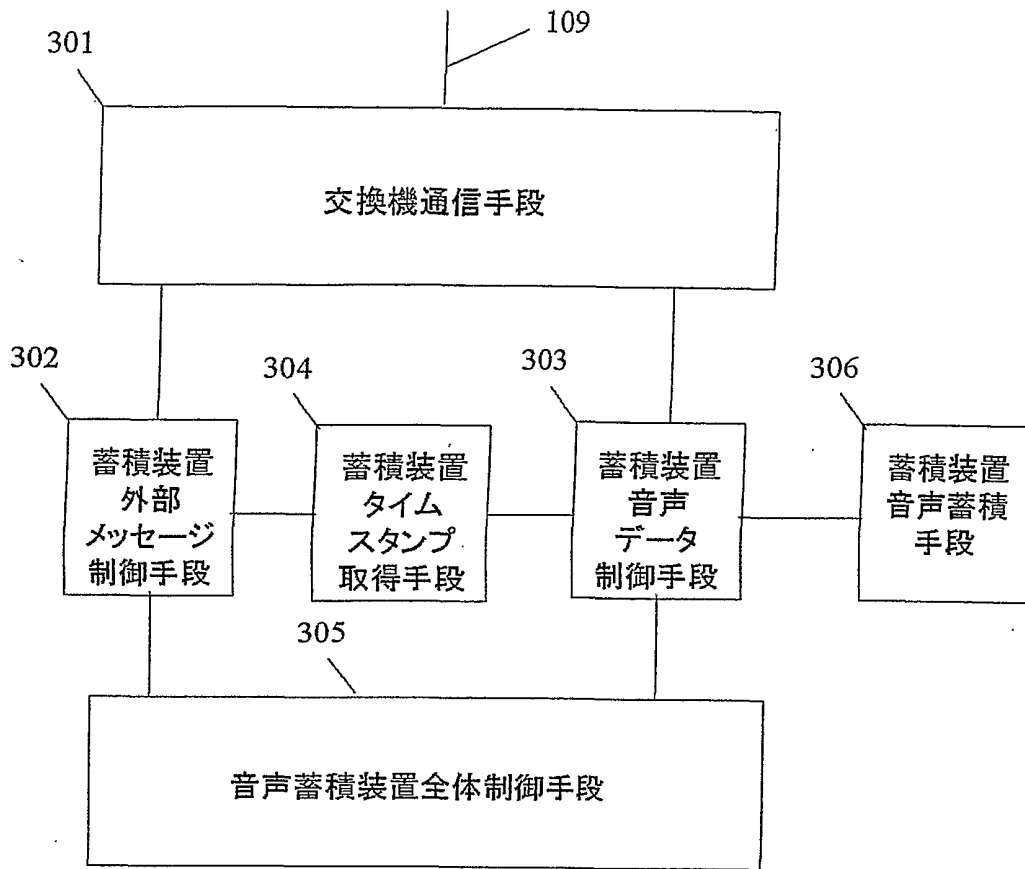 109
301
交換機通信手段
302
304
303
306
蓄積装置
外部
メッセージ
制御手段
蓄積装置
タイム
スタンプ
取得手段
蓄積装置
音声
データ
制御手段
蓄積装置
音声蓄積
手段
305
音声蓄積装置全体制御手段